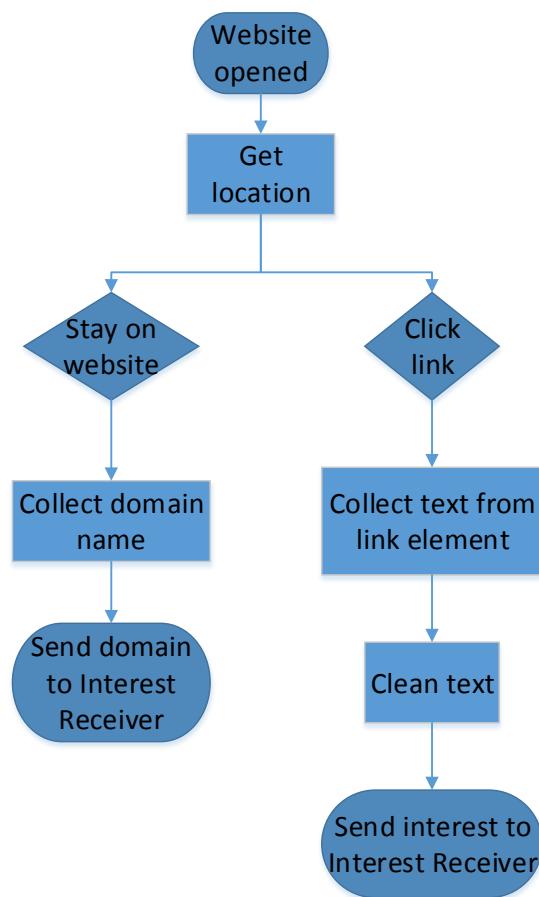 Website
opened
Get
location
Stay on
website
Click
link
Collect domain
name
Collect text from
link element
Send domain
to Interest
Receiver
Clean text
Send interest to
Interest Receiver